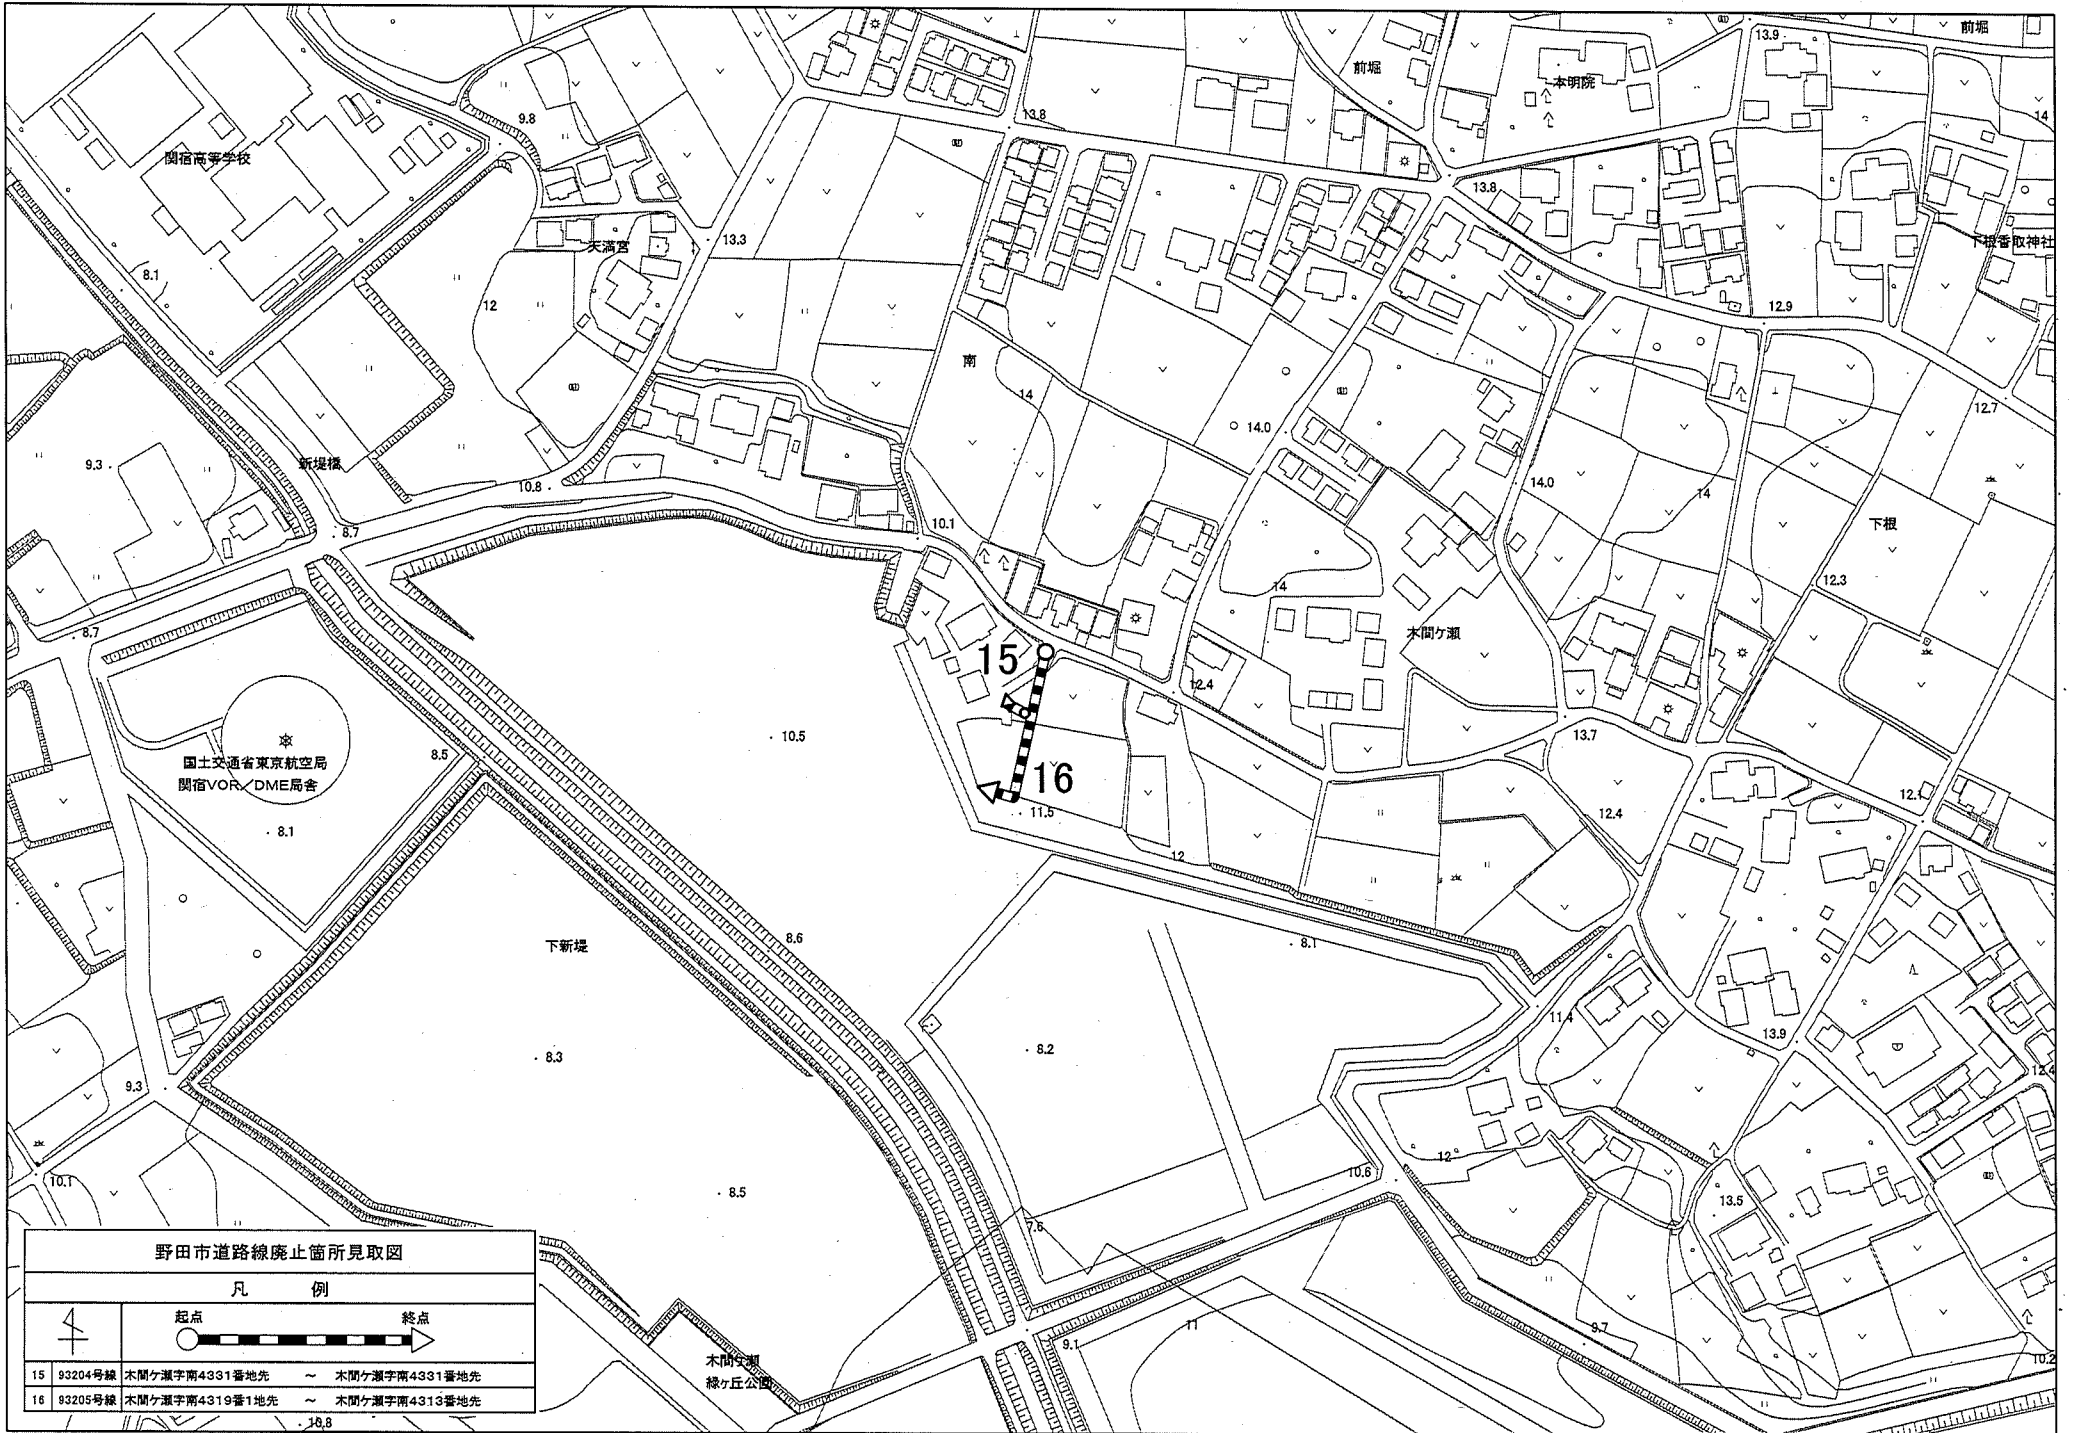 前堀
13.9
前堀
本明院
14
9.8
13.8
関宿高等学校
13.8
天満宮
13.3
下根香取神社
8.1
12
12.9
南
14
12.7
14.0
9.3
新堤橋
10.8
14.0
14
8.7
10.1
下根
12.3
14
8.7
木間ケ瀬
15
12.4
10.5
13.7
国土交通省東京航空局
8.5
関宿VOR/DME局舎
16
12.1
8.1
11.5
12.4
12
下新堤
8.6
8.1
11.4
13.9
8.3
8.2
12.4
9.3
12
10.6
10.1
8.5
13.5
7.6
野田市道路線廃止箇所見取図
凡 例
起点 終点
15 93204号線 木間ケ瀬字南4331番地先 ~ 木間ケ瀬字南4331番地先
16 93205号線 木間ケ瀬字南4319番1地先 ~ 木間ケ瀬字南4313番地先
11
9.7
9.1
木間ケ瀬
緑ヶ丘公園
10.2
10.8